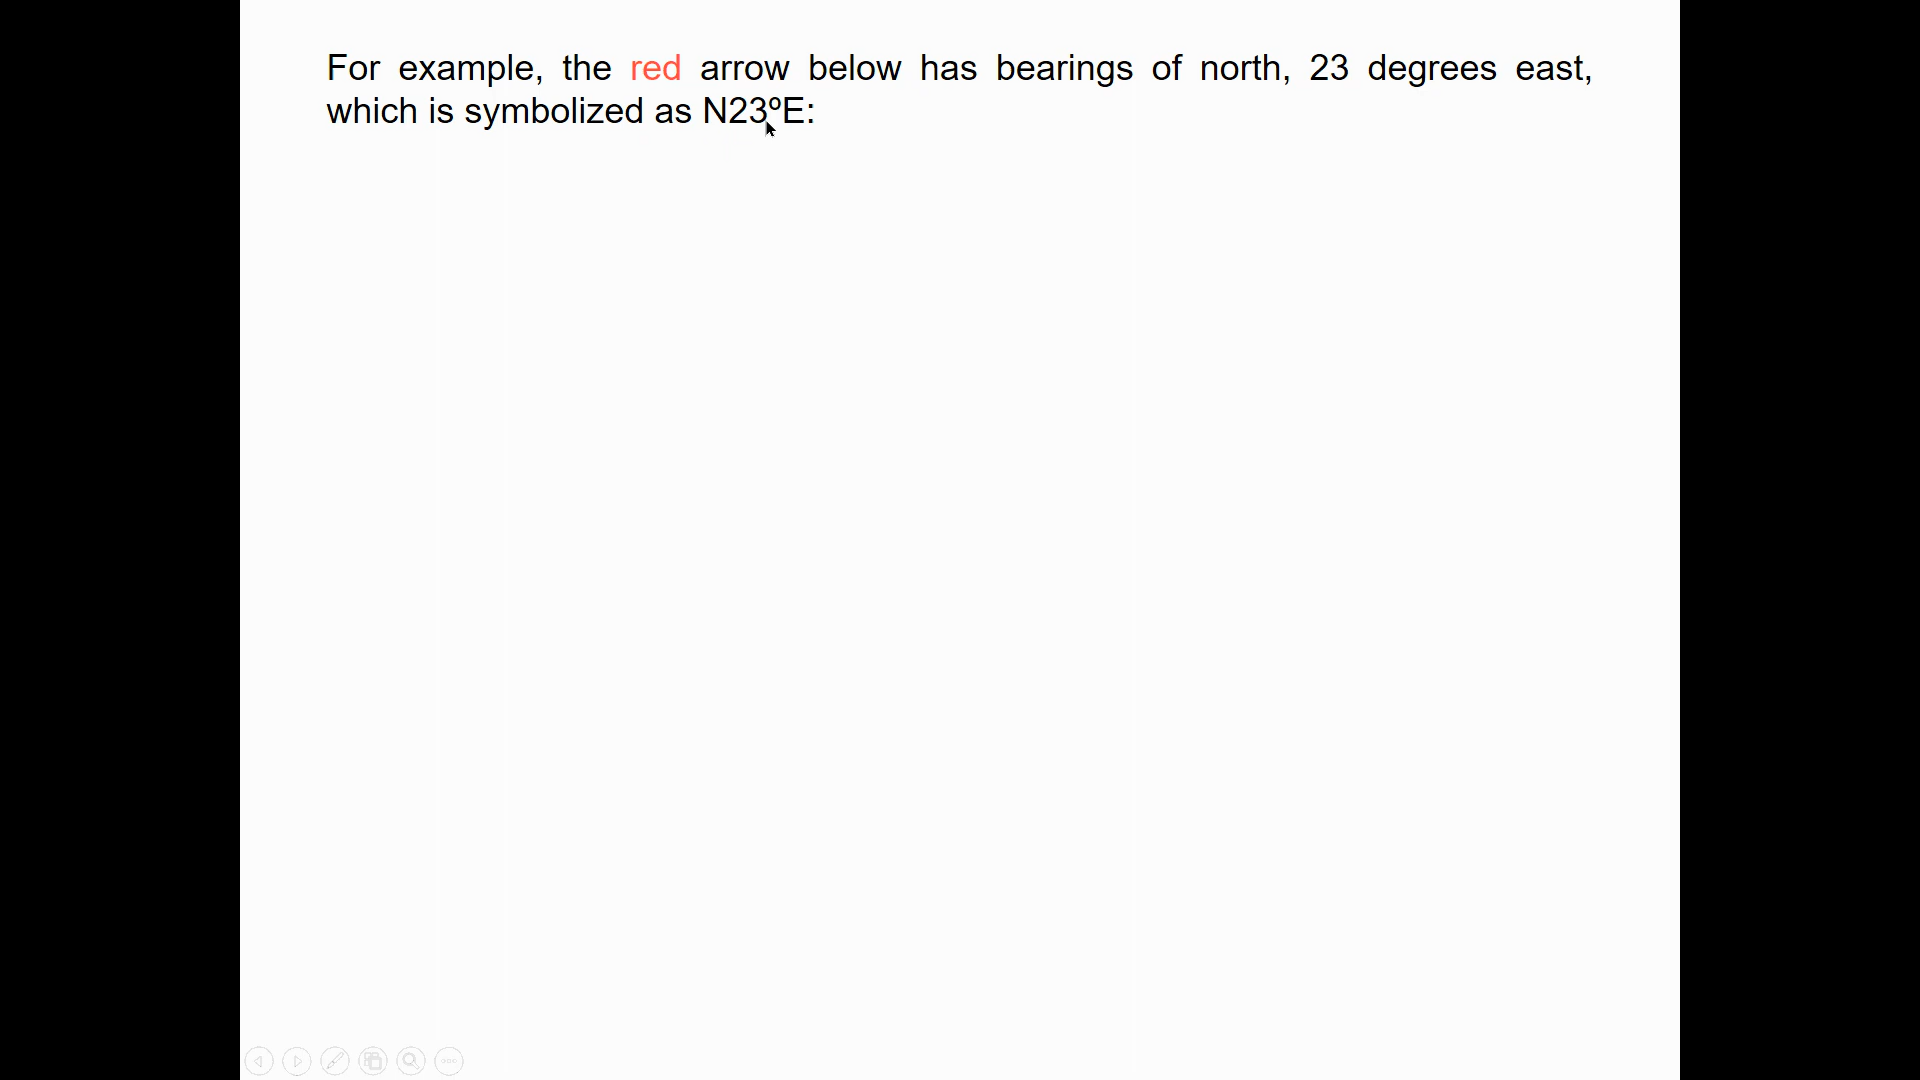 For example, the red arrow below has bearings of north, 23 degrees east,
which is symbolized as N23ºE: